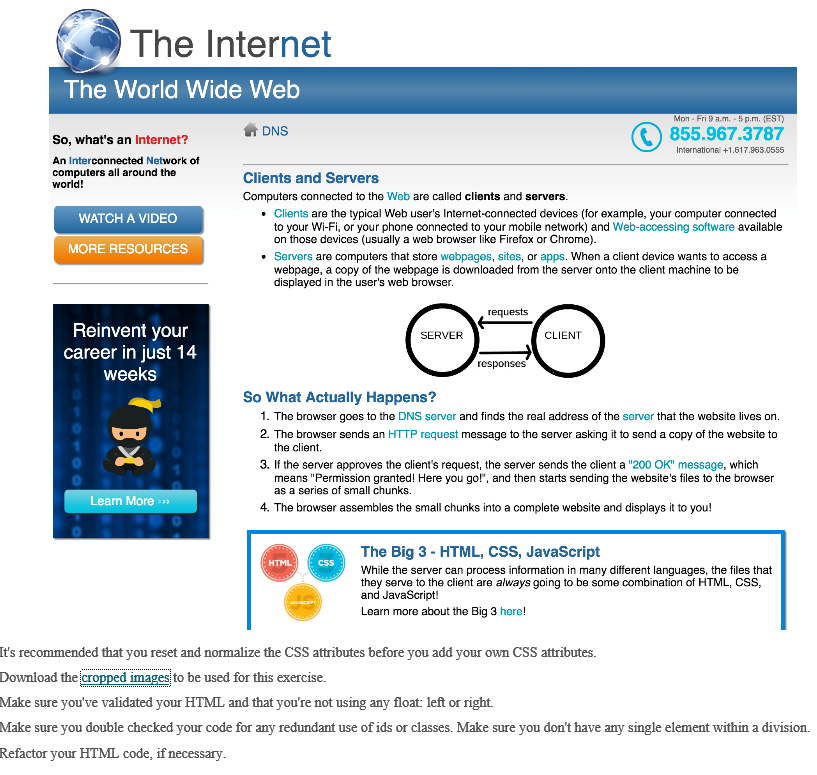 The Internet
The World Wide Web
So, what's an Internet?
An Interconnected Network of
computers all around the
world!
WATCH A VIDEO
MORE RESOURCES
Reinvent your
career in just 14
weeks
Learn More ›››
DNS
Mon - Fri 9 a.m. - 5 p.m. (EST)
855.967.3787
International +1.617.963.0555
Clients and Servers
Computers connected to the Web are called clients and servers.
• Clients are the typical Web user's Internet-connected devices (for example, your computer connected
to your Wi-Fi, or your phone connected to your mobile network) and Web-accessing software available
on those devices (usually a web browser like Firefox or Chrome).
• Servers are computers that store webpages, sites, or apps. When a client device wants to access a
webpage, a copy of the webpage is downloaded from the server onto the client machine to be
displayed in the user's web browser.
requests
SERVER
CLIENT
responses
So What Actually Happens?
1. The browser goes to the DNS server and finds the real address of the server that the website lives on.
2. The browser sends an HTTP request message to the server asking it to send a copy of the website to
the client.
3. If the server approves the client's request, the server sends the client a "200 OK" message, which
means "Permission granted! Here you go!", and then starts sending the website's files to the browser
as a series of small chunks.
4. The browser assembles the small chunks into a complete website and displays it to you!
HTML
CSS
JAVASCRIPT
The Big 3 - HTML, CSS, JavaScript
While the server can process information in many different languages, the files that
they serve to the client are always going to be some combination of HTML, CSS,
and JavaScript!
Learn more about the Big 3 here!
It's recommended that you reset and normalize the CSS attributes before you add your own CSS attributes.
Download the cropped images to be used for this exercise.
Make sure you've validated your HTML and that you're not using any float: left or right.
Make sure you double checked your code for any redundant use of ids or classes. Make sure you don't have any single element within a division.
Refactor your HTML code, if necessary.